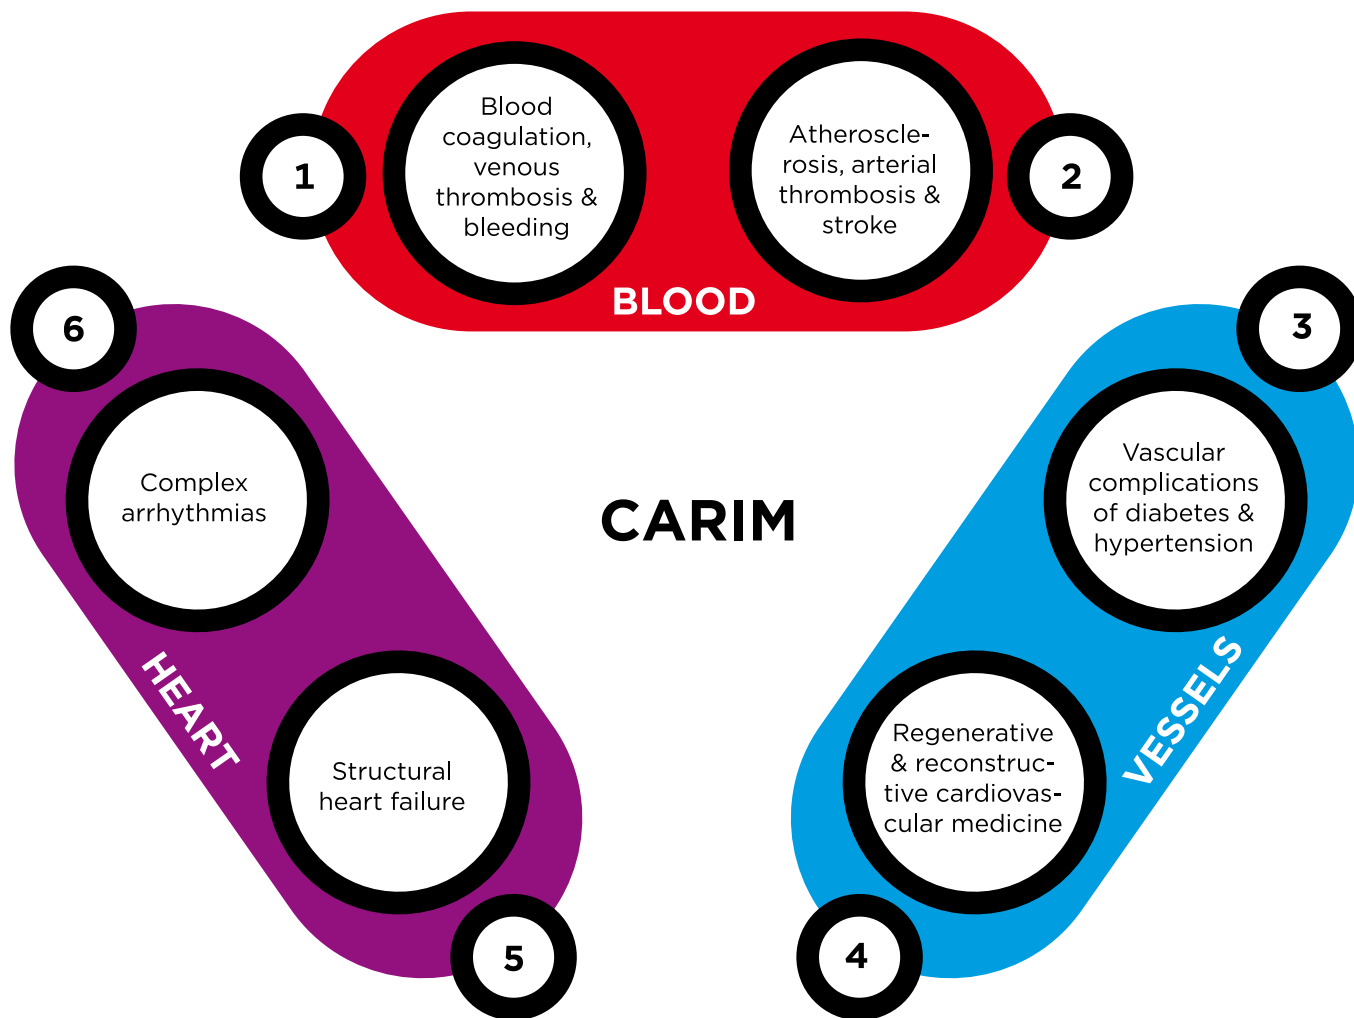 1
Blood
coagulation,
venous
thrombosis &
bleeding
Atheroscle-
rosis, arterial
thrombosis &
stroke
2
BLOOD
6
Complex
arrhythmias
HEART
Structural
heart failure
5
CARIM
3
Vascular
complications
of diabetes &
hypertension
VESSELS
Regenerative
& reconstruc-
tive cardiovas-
cular medicine
4